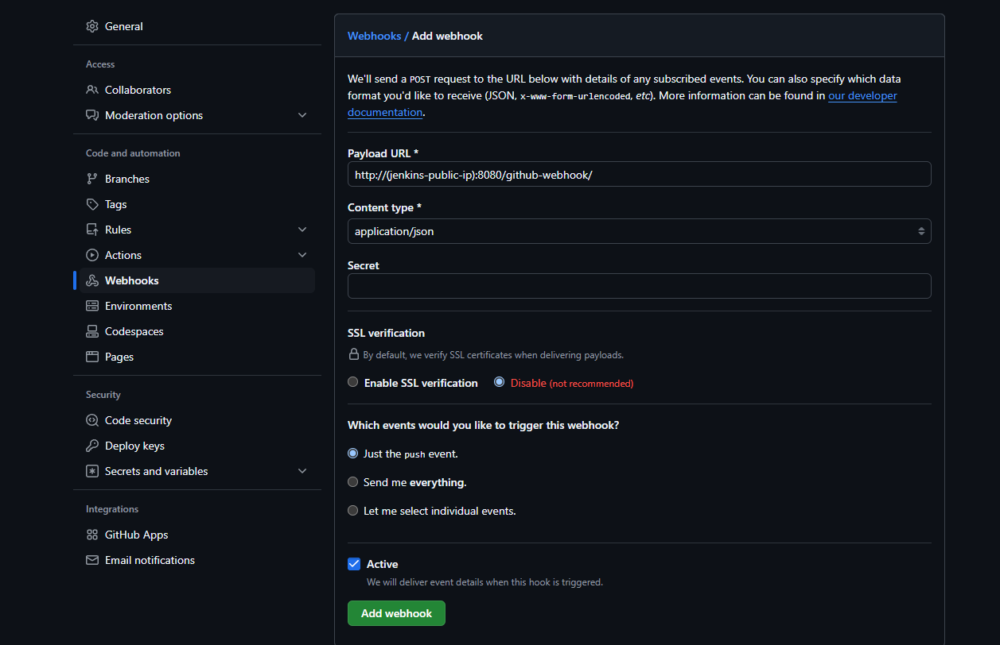 General
Access
Collaborators
Moderation options
Code and automation
Branches
Tags
Rules
Actions
Webhooks
Environments
Codespaces
Pages
Security
Code security
Deploy keys
Secrets and variables
Integrations
GitHub Apps
Email notifications
Webhooks / Add webhook
We'll send a POST request to the URL below with details of any subscribed events. You can also specify which data
format you'd like to receive (JSON, x-www-form-urlencoded, etc). More information can be found in our developer
documentation.
Payload URL *
http://(jenkins-public-ip):8080/github-webhook/
Content type *
application/json
Secret
SSL verification
By default, we verify SSL certificates when delivering payloads.
Enable SSL verification Disable (not recommended)
Which events would you like to trigger this webhook?
Just the push event.
Send me everything.
Let me select individual events.
Active
We will deliver event details when this hook is triggered.
Add webhook